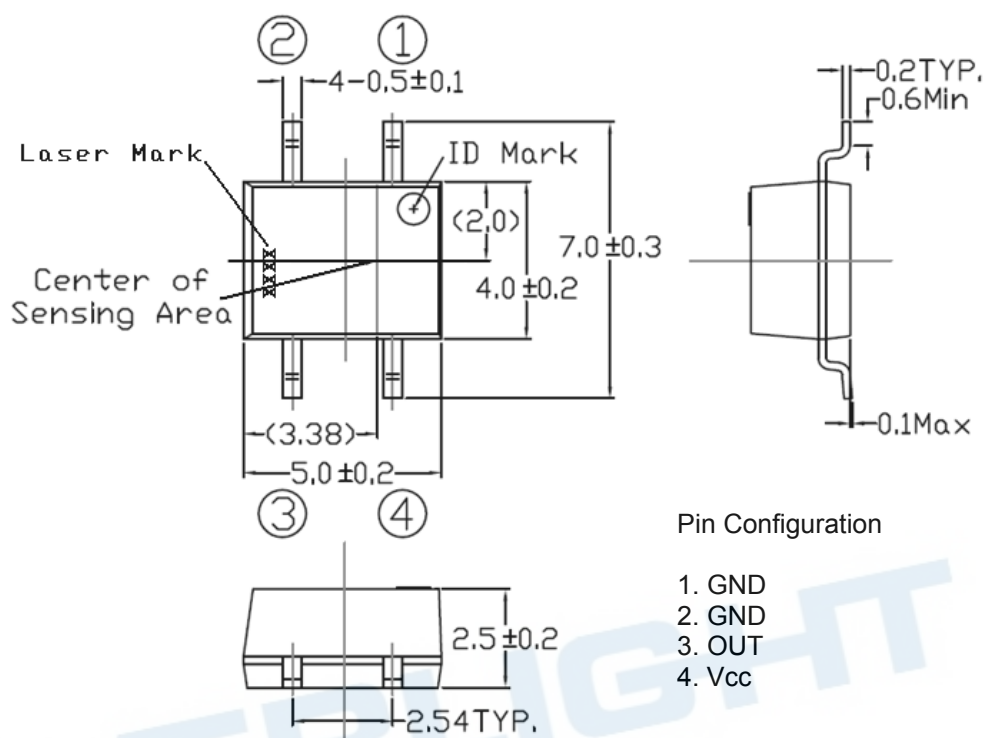 ② ①
4-0.5±0.1
0.2TYP.
0.6Min
Laser Mark
ID Mark
(2.0)
7.0±0.3
Center of
Sensing Area
4.0±0.2
(3.38)
0.1Max
5.0±0.2
③ ④
Pin Configuration
1. GND
2. GND
3. OUT
4. Vcc
2.5±0.2
2.54TYP.